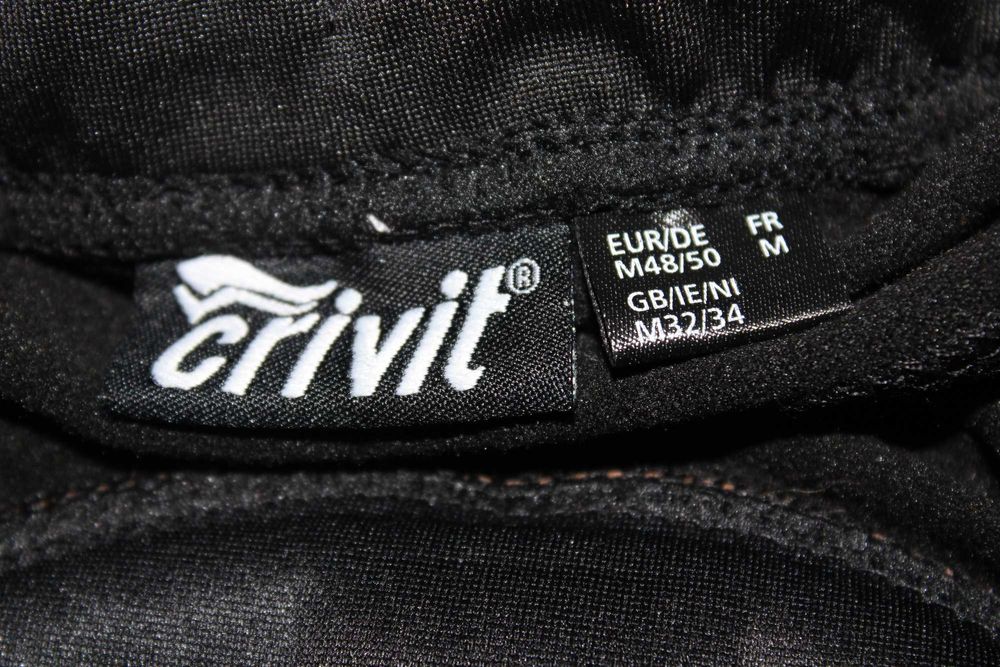 crivit®
EUR/DE FR
M48/50 M
GB/IE/NI
M32/34